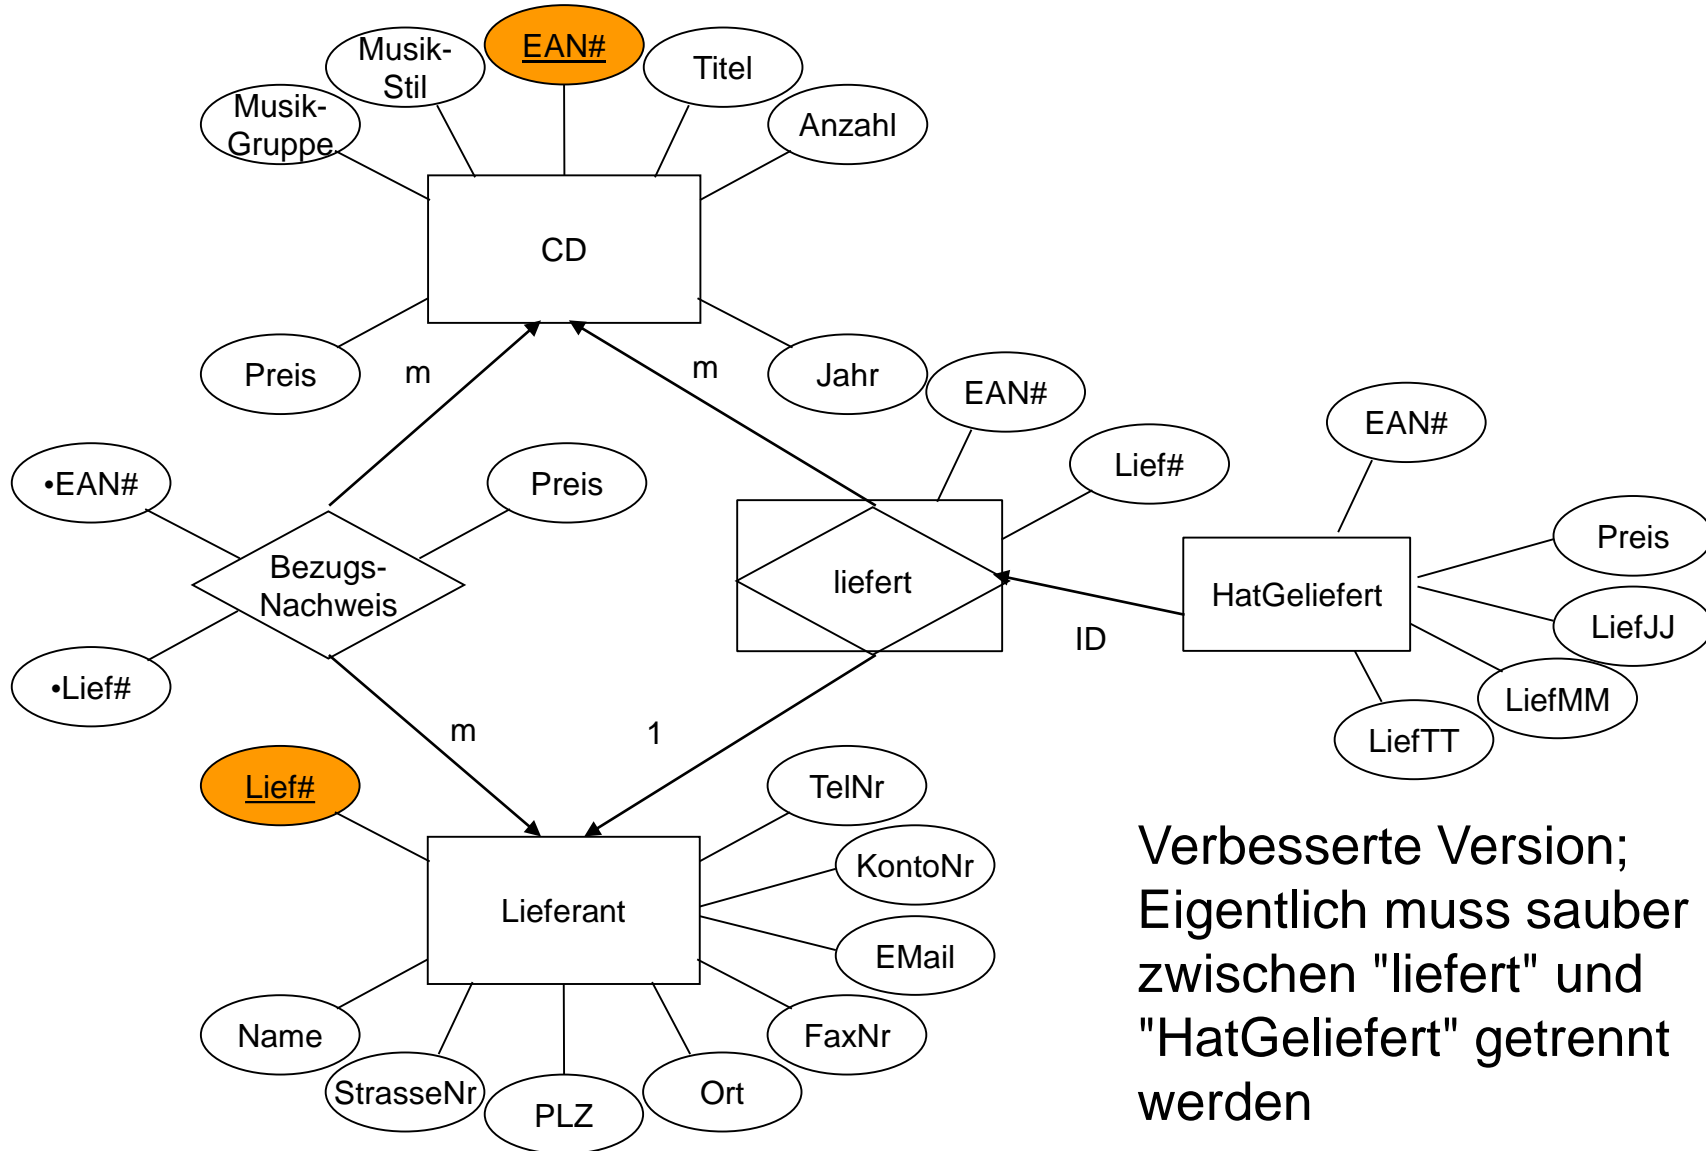 EAN#
Musik-
Stil
Titel
Musik-
Gruppe
Anzahl
CD
Preis
m
m
Jahr
EAN#
EAN#
Lief#
•EAN#
Preis
Preis
Bezugs-
Nachweis
liefert
HatGeliefert
LiefJJ
ID
•Lief#
LiefMM
m
1
LiefTT
Lief#
TelNr
KontoNr
Lieferant
EMail
Name
FaxNr
StrasseNr
Ort
PLZ
Verbesserte Version;
Eigentlich muss sauber
zwischen "liefert" und
"HatGeliefert" getrennt
werden